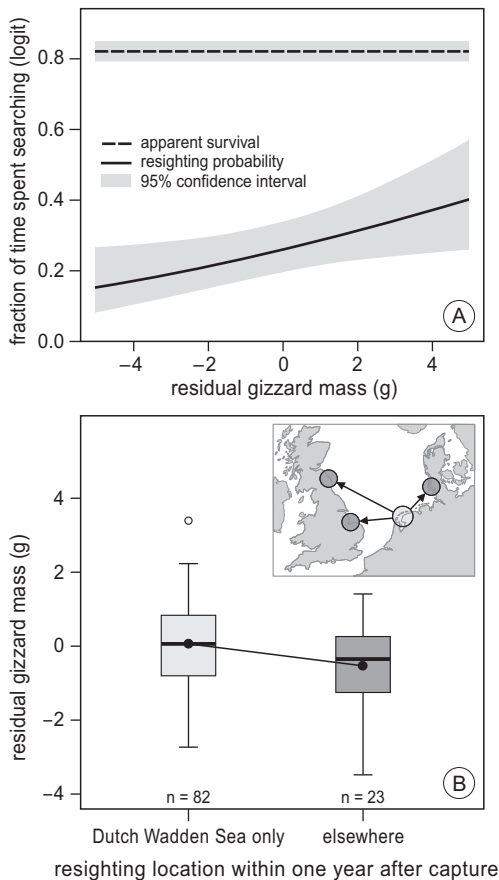 fraction of time spent searching (logit)
0.8
0.6
0.4
0.2
0.0
apparent survival
resighting probability
95% confidence interval
A
−4
−2
0
2
4
residual gizzard mass (g)
residual gizzard mass (g)
4
2
0
−2
−4
n = 82
n = 23
B
Dutch Wadden Sea only
elsewhere
resighting location within one year after capture